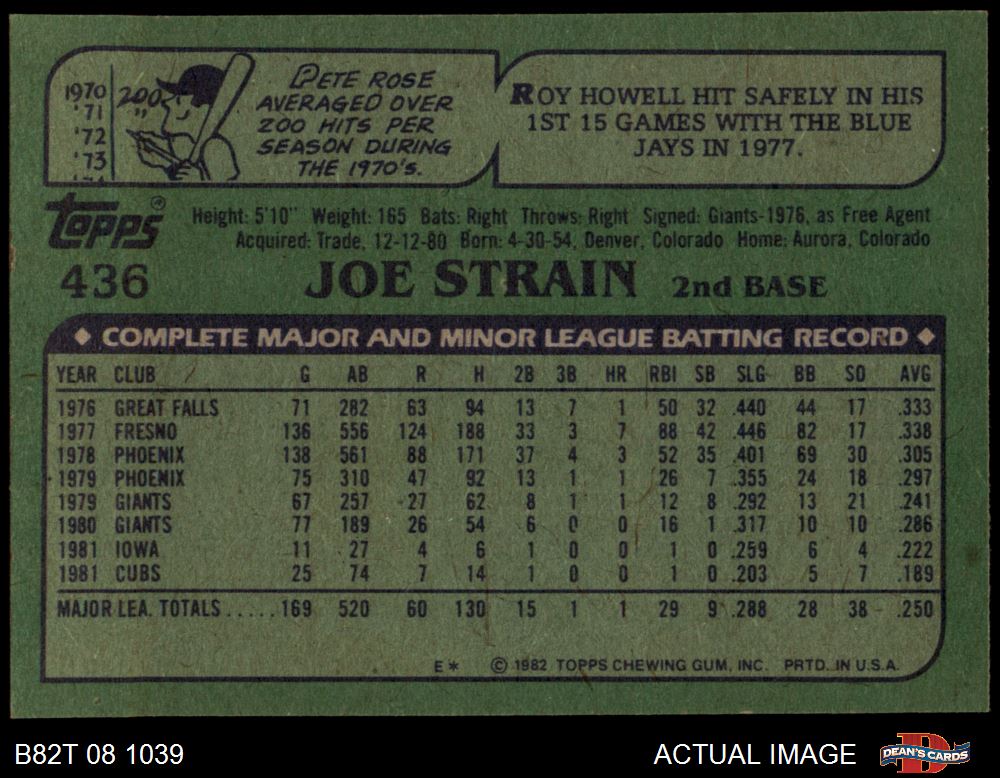 1970
'71
'72
'73
200
PETE ROSE
AVERAGED OVER
200 HITS PER
SEASON DURING
THE 1970'S.
ROY HOWELL HIT SAFELY IN HIS
1ST 15 GAMES WITH THE BLUE
JAYS IN 1977.
TOPPS®
Height: 5'10" Weight: 165 Bats: Right Throws: Right Signed: Giants-1976, as Free Agent
Acquired: Trade, 12-12-80 Born: 4-30-54, Denver, Colorado Home: Aurora, Colorado
436 JOE STRAIN 2nd BASE
◆ COMPLETE MAJOR AND MINOR LEAGUE BATTING RECORD ◆
YEAR CLUB G AB R H 2B 3B HR RBI SB SLG BB SO AVG
1976 GREAT FALLS 71 282 63 94 13 7 1 50 32 .440 44 17 .333
1977 FRESNO 136 556 124 188 33 3 7 88 42 .446 82 17 .338
1978 PHOENIX 138 561 88 171 37 4 3 52 35 .401 69 30 .305
1979 PHOENIX 75 310 47 92 13 1 1 26 7 .355 24 18 .297
1979 GIANTS 67 257 27 62 8 1 1 12 8 .292 13 21 .241
1980 GIANTS 77 189 26 54 6 0 0 16 1 .317 10 10 .286
1981 IOWA 11 27 4 6 1 0 0 1 0 .259 6 4 .222
1981 CUBS 25 74 7 14 1 0 0 1 0 .203 5 7 .189
MAJOR LEA. TOTALS.....169 520 60 130 15 1 1 29 9 .288 28 38 .250
E* © 1982 TOPPS CHEWING GUM, INC. PRTD. IN U.S.A.
B82T 08 1039
ACTUAL IMAGE
DEAN'S CARDS